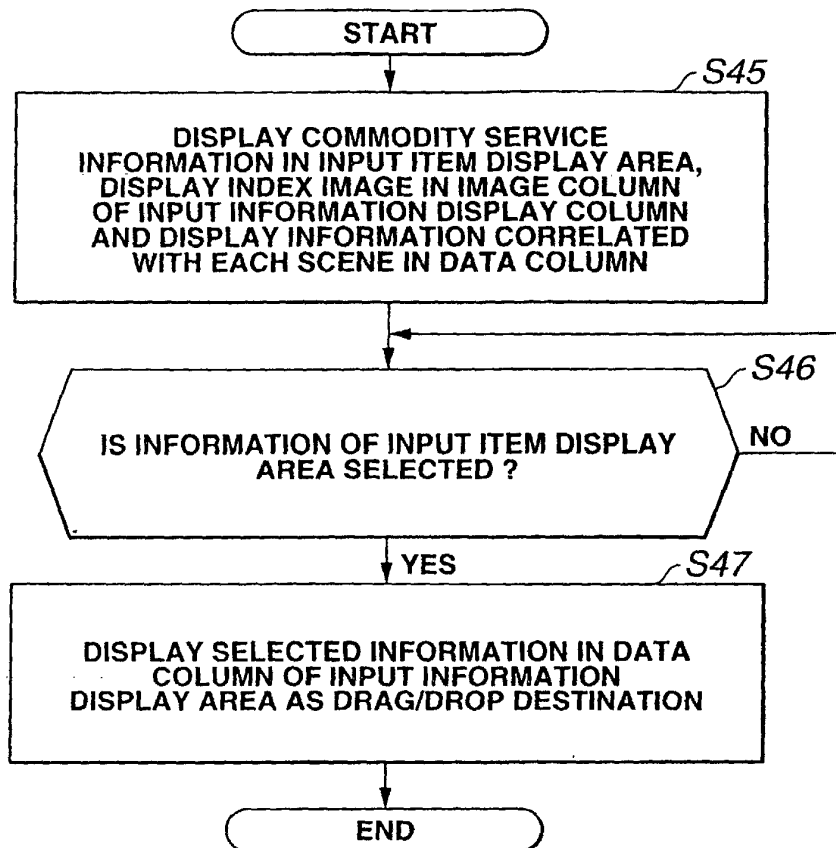 START
S45
DISPLAY COMMODITY SERVICE
INFORMATION IN INPUT ITEM DISPLAY AREA,
DISPLAY INDEX IMAGE IN IMAGE COLUMN
OF INPUT INFORMATION DISPLAY COLUMN
AND DISPLAY INFORMATION CORRELATED
WITH EACH SCENE IN DATA COLUMN
S46
IS INFORMATION OF INPUT ITEM DISPLAY
AREA SELECTED ?
NO
YES
S47
DISPLAY SELECTED INFORMATION IN DATA
COLUMN OF INPUT INFORMATION
DISPLAY AREA AS DRAG/DROP DESTINATION
END